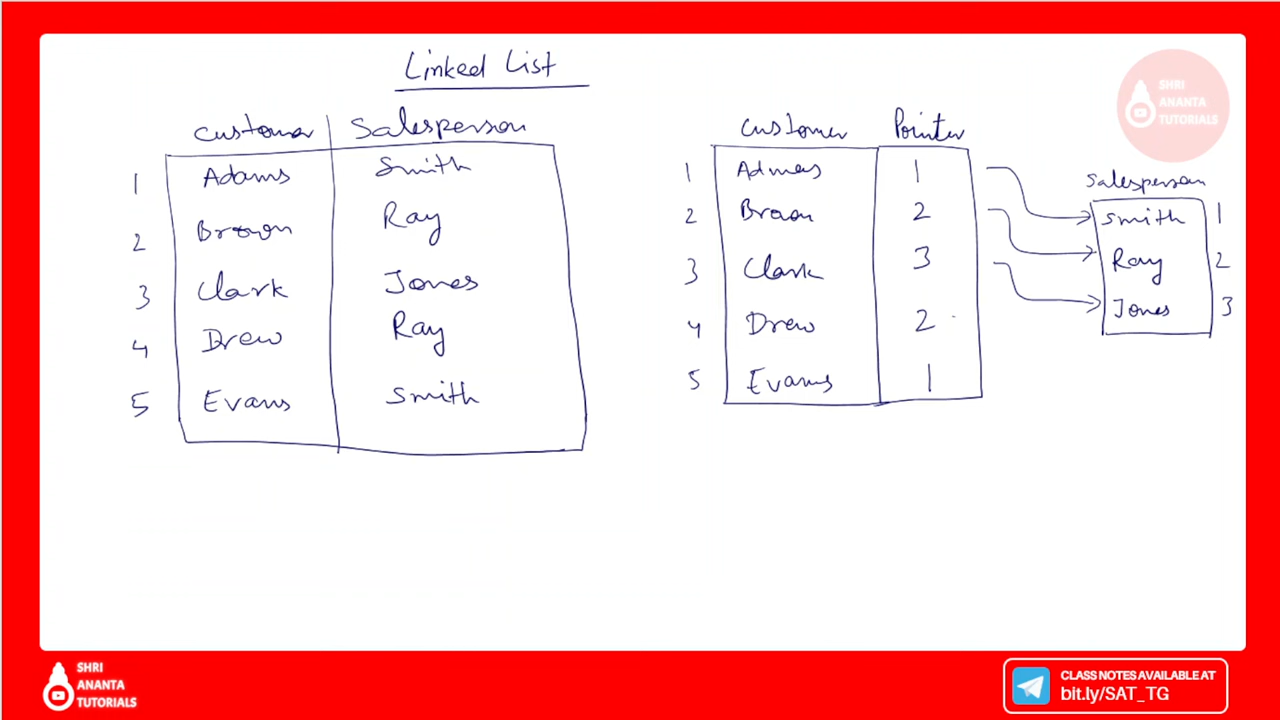 Linked List
Customer Salesperson
1 Adams Smith
2 Brown Ray
3 Clark Jones
4 Drew Ray
5 Evans Smith
Customer Pointer
1 Admas 1
2 Brown 2
3 Clark 3
4 Drew 2
5 Evans 1
Salesperson
Smith 1
Ray 2
Jones 3
SHRI
ANANTA
TUTORIALS
SHRI
ANANTA
TUTORIALS
CLASS NOTES AVAILABLE AT
bit.ly/SAT_TG